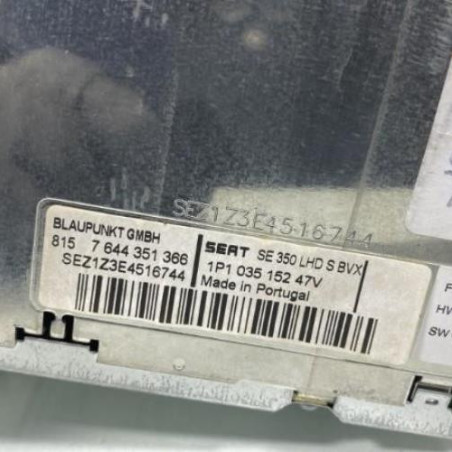 SEZ1Z3E4516744
BLAUPUNKT GMBH
815 7 644 351 366
SEZ1Z3E4516744
SEAT SE 350 LHD S BVX
1P1 035 152 47V
Made in Portugal
HW
SW